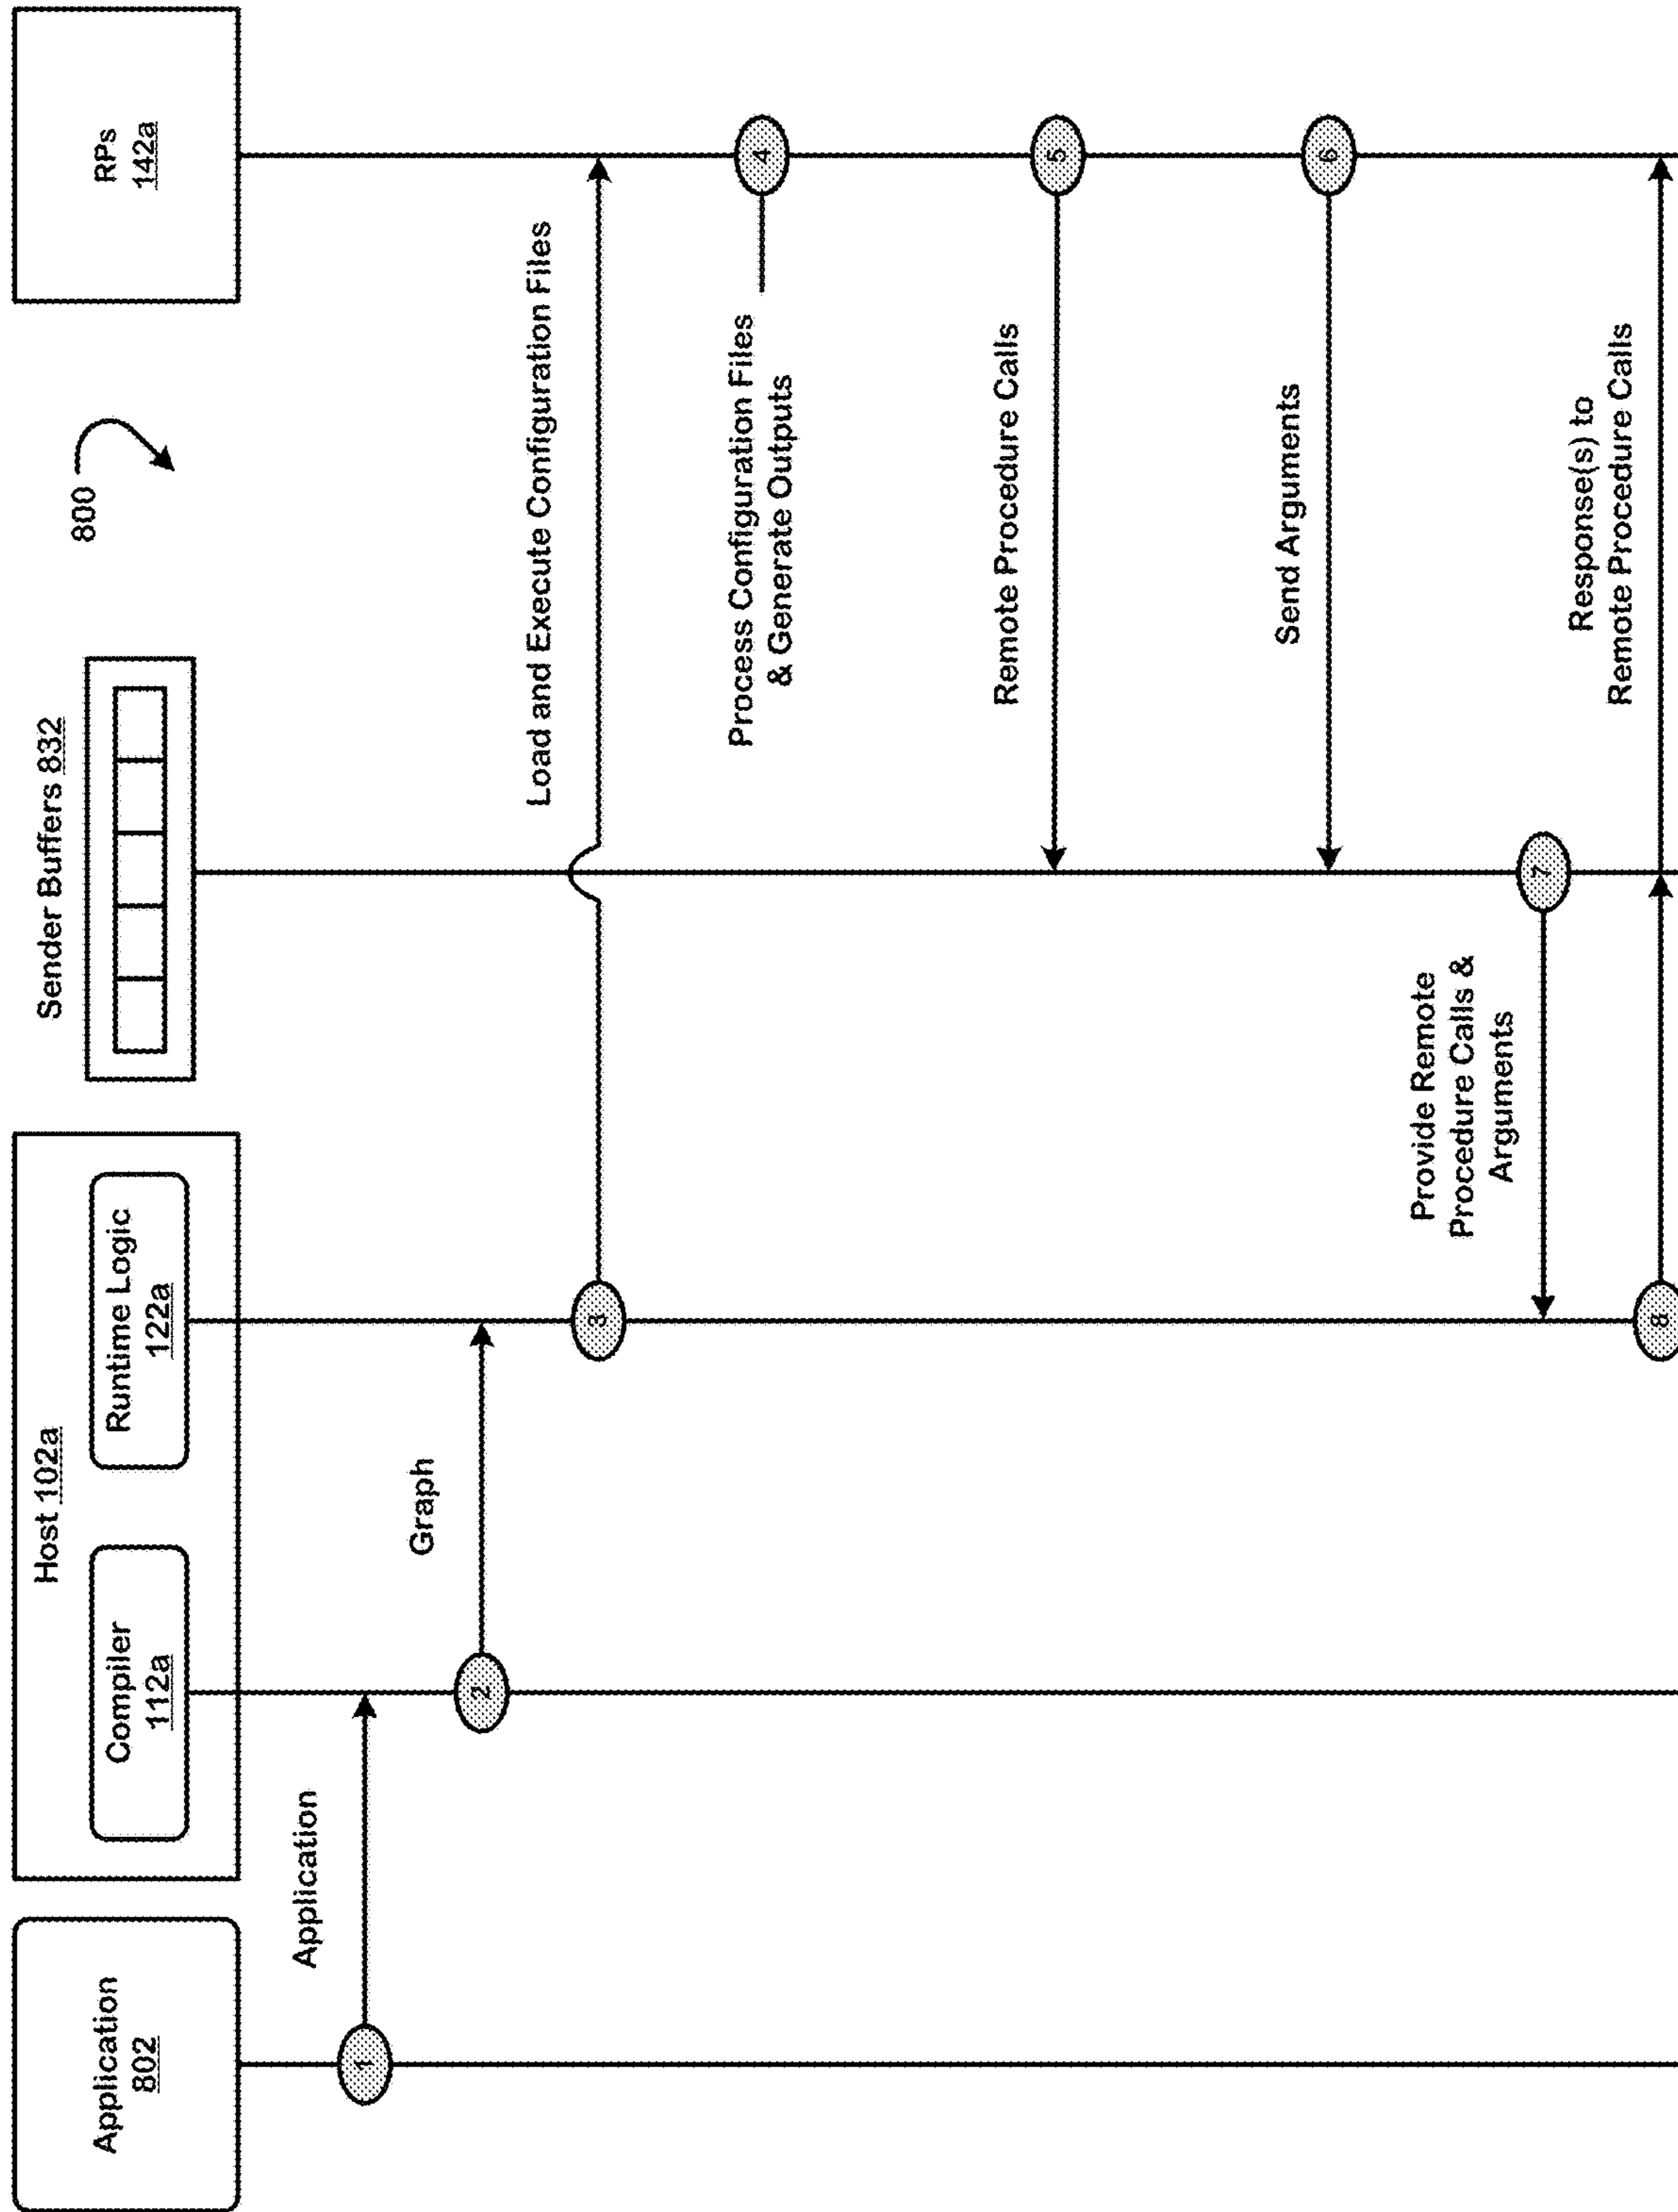 800
Application
802
Host 102a
Compiler
112a
Runtime Logic
122a
Sender Buffers 832
RPs
142a
1
Application
2
Graph
3
Load and Execute Configuration Files
4
Process Configuration Files
& Generate Outputs
5
Remote Procedure Calls
6
Send Arguments
7
Provide Remote
Procedure Calls &
Arguments
8
Response(s) to
Remote Procedure Calls